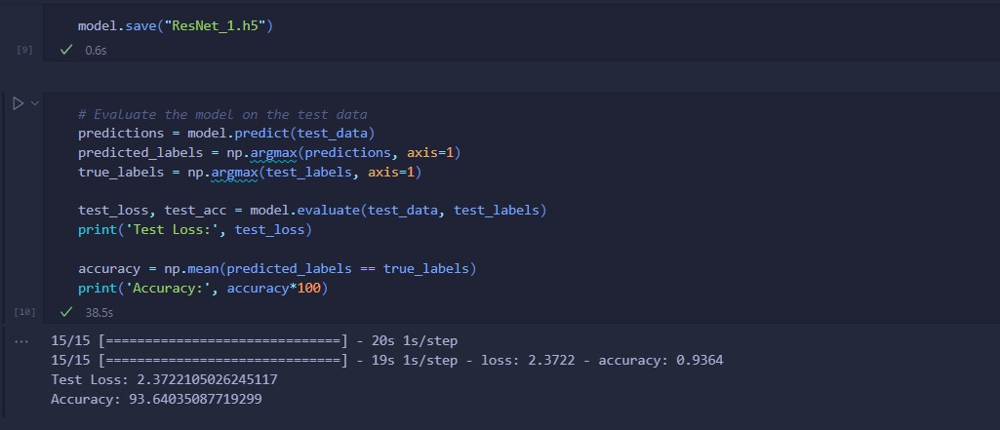 model.save("ResNet_1.h5")
[9]
0.6s
# Evaluate the model on the test data
predictions = model.predict(test_data)
predicted_labels = np.argmax(predictions, axis=1)
true_labels = np.argmax(test_labels, axis=1)
test_loss, test_acc = model.evaluate(test_data, test_labels)
print('Test Loss:', test_loss)
accuracy = np.mean(predicted_labels == true_labels)
print('Accuracy:', accuracy*100)
[10]
38.5s
15/15 [==============================] - 20s 1s/step
15/15 [==============================] - 19s 1s/step - loss: 2.3722 - accuracy: 0.9364
Test Loss: 2.3722105026245117
Accuracy: 93.64035087719299